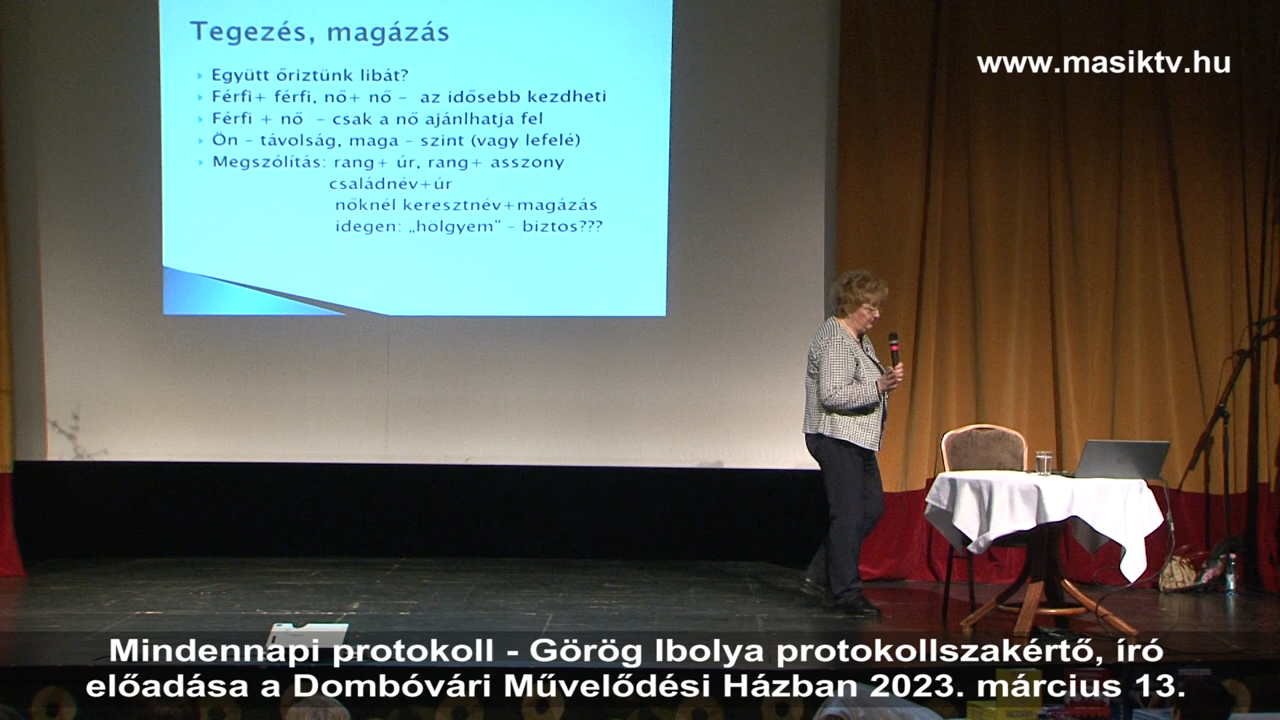 Tegezés, magázás
www.masiktv.hu
Együtt őriztünk libát?
Férfi+ férfi, nő+ nő – az idősebb kezdheti
Férfi + nő – csak a nő ajánlhatja fel
Ön – távolság, maga – szint (vagy lefelé)
Megszólítás: rang+ úr, rang+ asszony
családnév+úr
nőknél keresztnév+magázás
idegen: „hölgyem" – biztos???
Mindennapi protokoll - Görög Ibolya protokollszakértő, író
előadása a Dombóvári Művelődési Házban 2023. március 13.